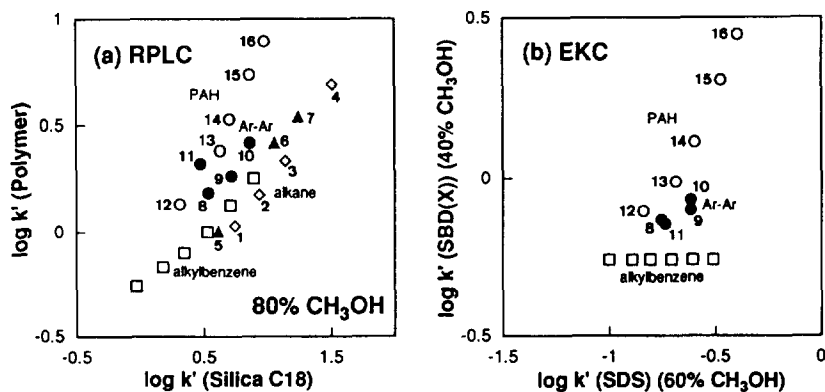 (a) RPLC
1
0.5
0
-0.5
log k' (Polymer)
16
15
PAH
4
14
Ar-Ar
7
13
6
11
10
3
9
alkane
12
8
2
5
1
alkylbenzene
80% CH₃OH
-0.5
0.5
1.5
log k' (Silica C18)
(b) EKC
0.5
0
-0.5
log k' (SBD(X)) (40% CH₃OH)
16
15
PAH
14
13
10
12
Ar-Ar
8
11
9
alkylbenzene
-1.5
-1
-0.5
0
log k' (SDS) (60% CH₃OH)